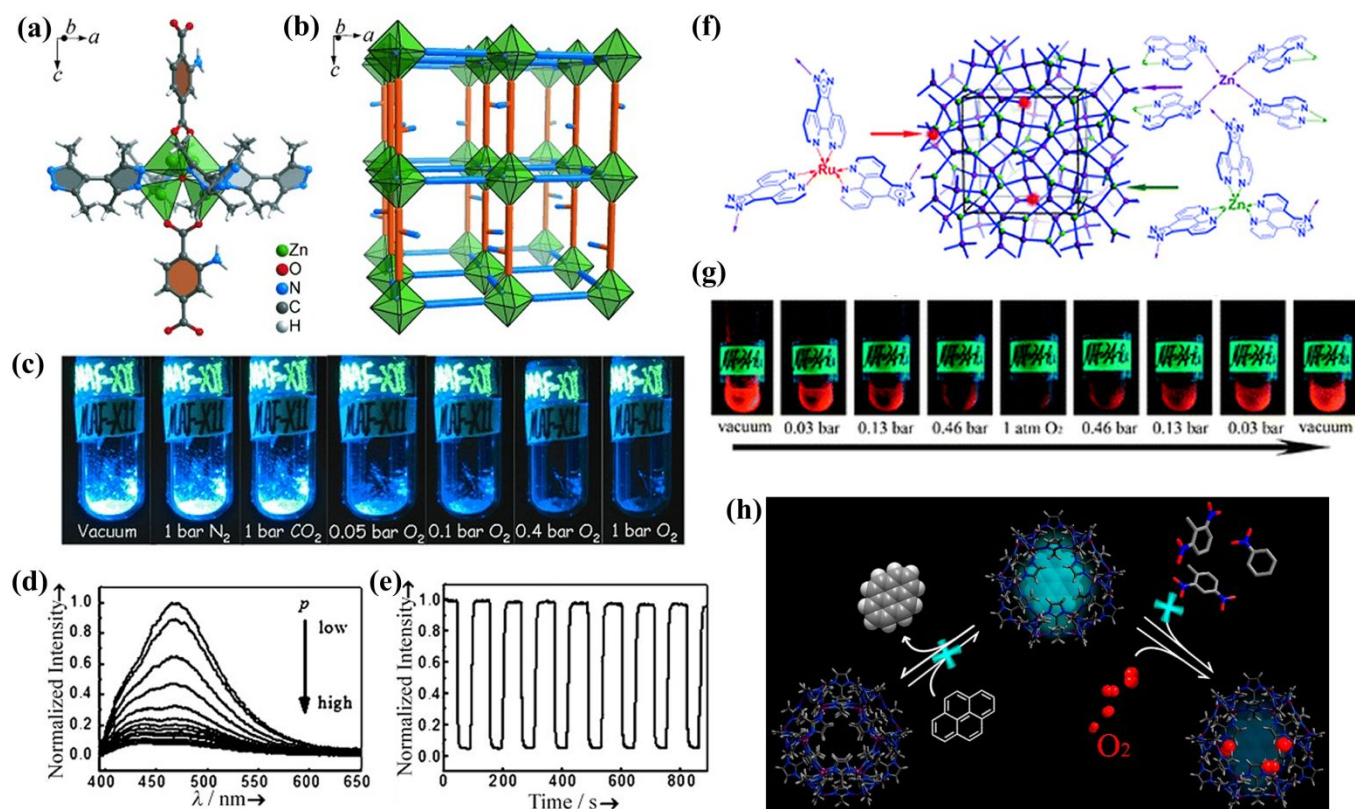 (a)
b
a
c
Zn
O
N
C
H
(b)
b
a
c
(c)
MAF-X11
Vacuum
1 bar N₂
1 bar CO₂
0.05 bar O₂
0.1 bar O₂
0.4 bar O₂
1 bar O₂
(d)
Normalized Intensity→
1.0
0.8
0.6
0.4
0.2
0.0
p
low
high
400
450
500
550
600
650
λ / nm→
(e)
Normalized Intensity→
1.0
0.8
0.6
0.4
0.2
0.0
0
200
400
600
800
Time / s→
(f)
Ru
Zn
Zn
(g)
vacuum
0.03 bar
0.13 bar
0.46 bar
1 atm O₂
0.46 bar
0.13 bar
0.03 bar
vacuum
(h)
O₂